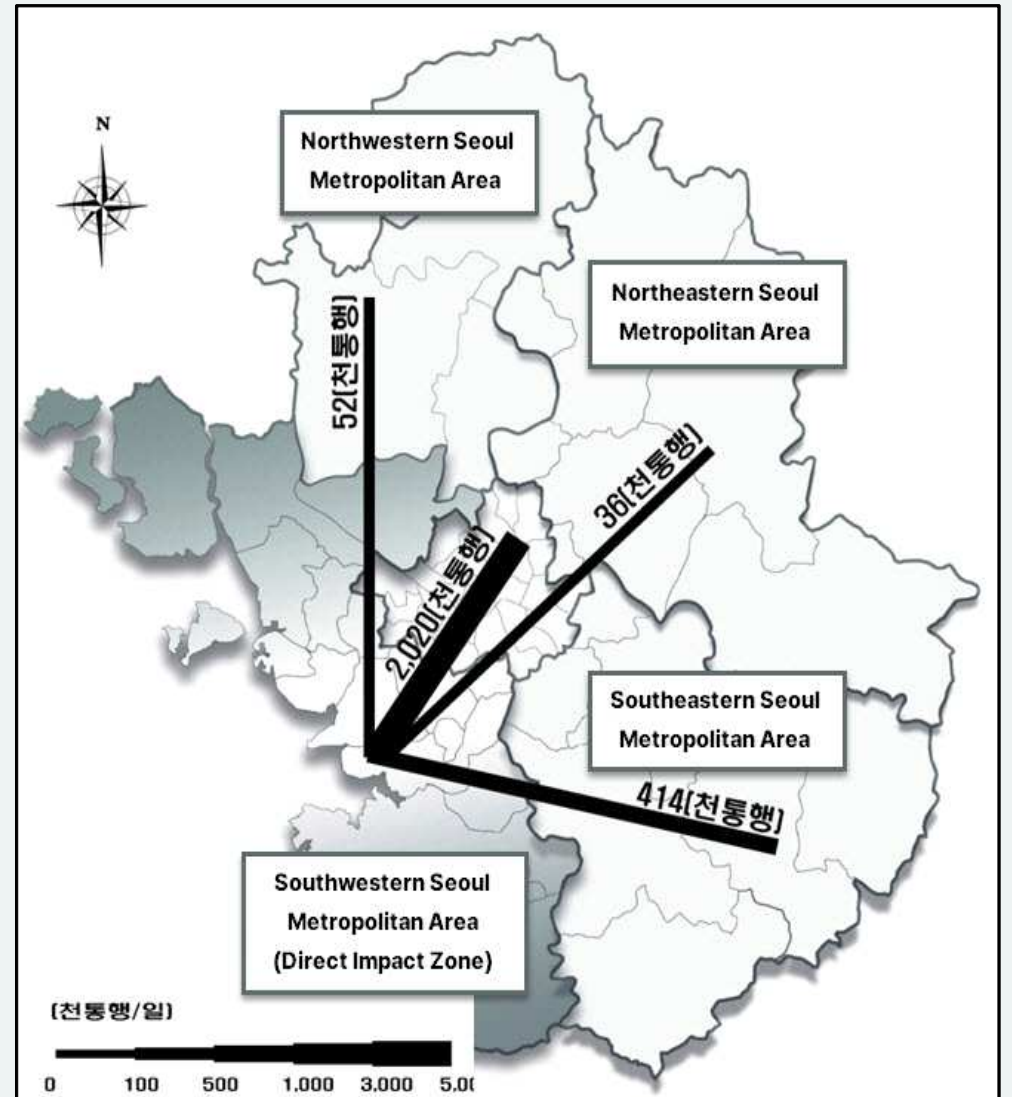 N
Northwestern Seoul
Metropolitan Area
Northeastern Seoul
Metropolitan Area
52(천통행)
36(천통행)
2,020(천통행)
Southeastern Seoul
Metropolitan Area
414(천통행)
Southwestern Seoul
Metropolitan Area
(Direct Impact Zone)
(천통행/일)
0 100 500 1,000 3,000